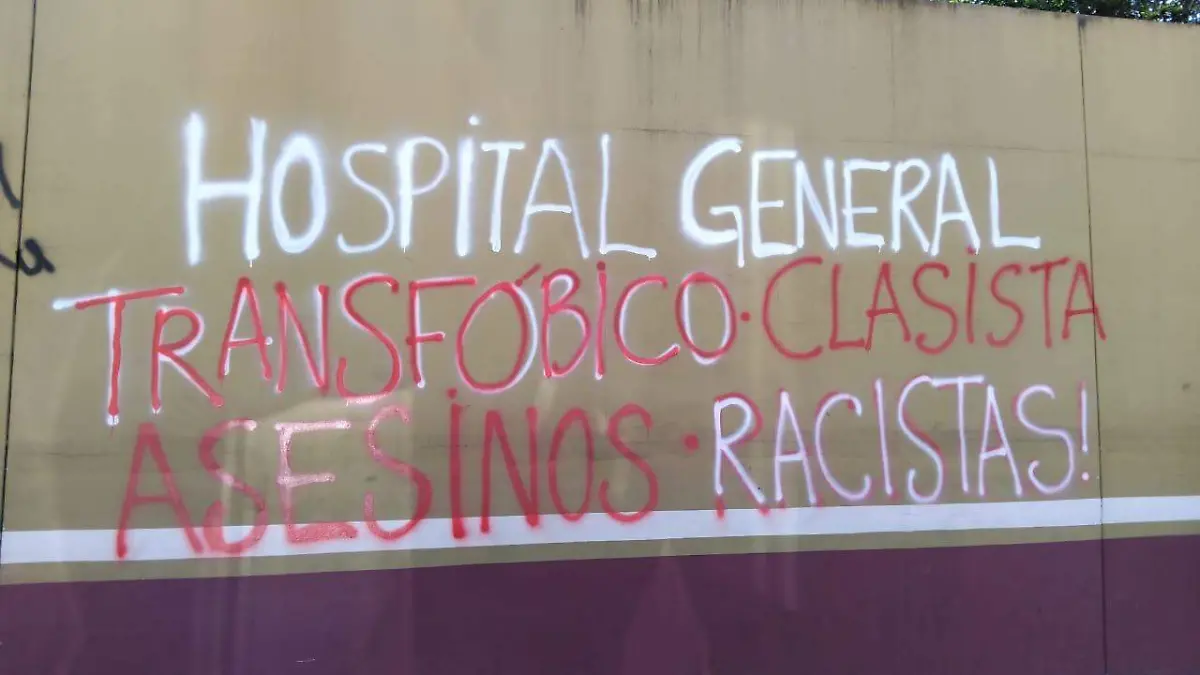 HOSPITAL GENERAL
TRANSFÓBICO · CLASISTA
ASESINOS · RACISTAS!